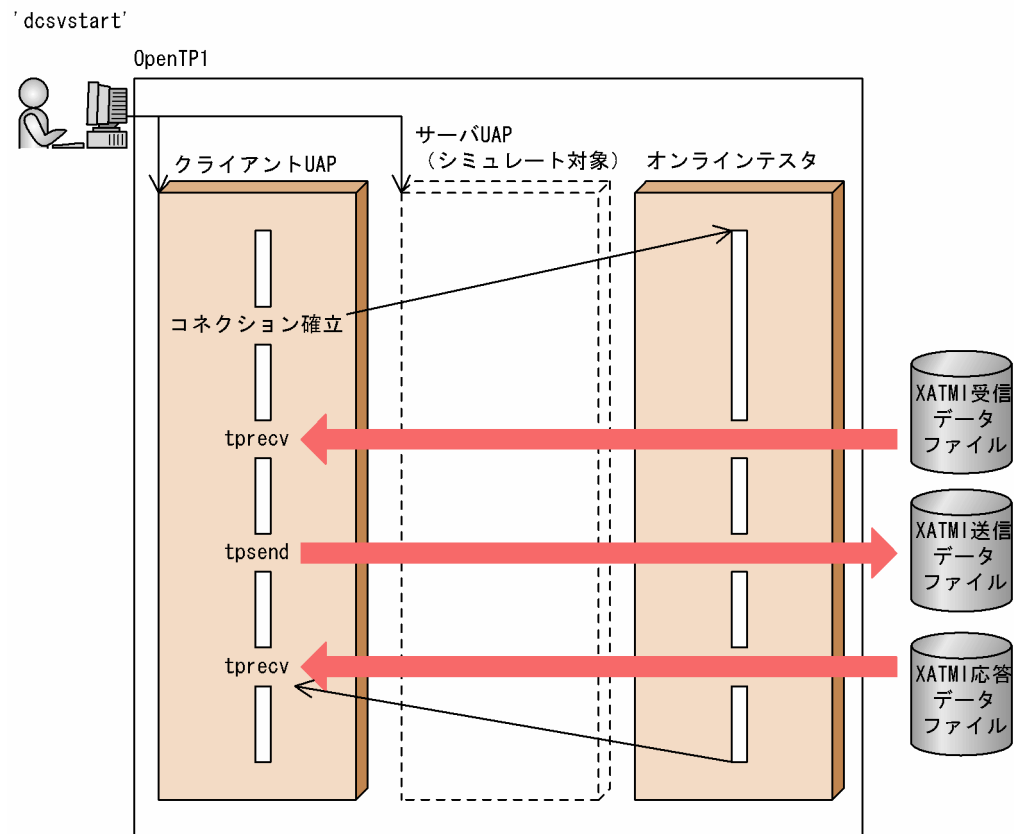 'dcsvstart'
OpenTP1
サーバUAP
（シミュレート対象）
クライアントUAP
オンラインテスタ
コネクション確立
tprecv
XATMI受信
データ
ファイル
tpsend
XATMI送信
データ
ファイル
tprecv
XATMI応答
データ
ファイル